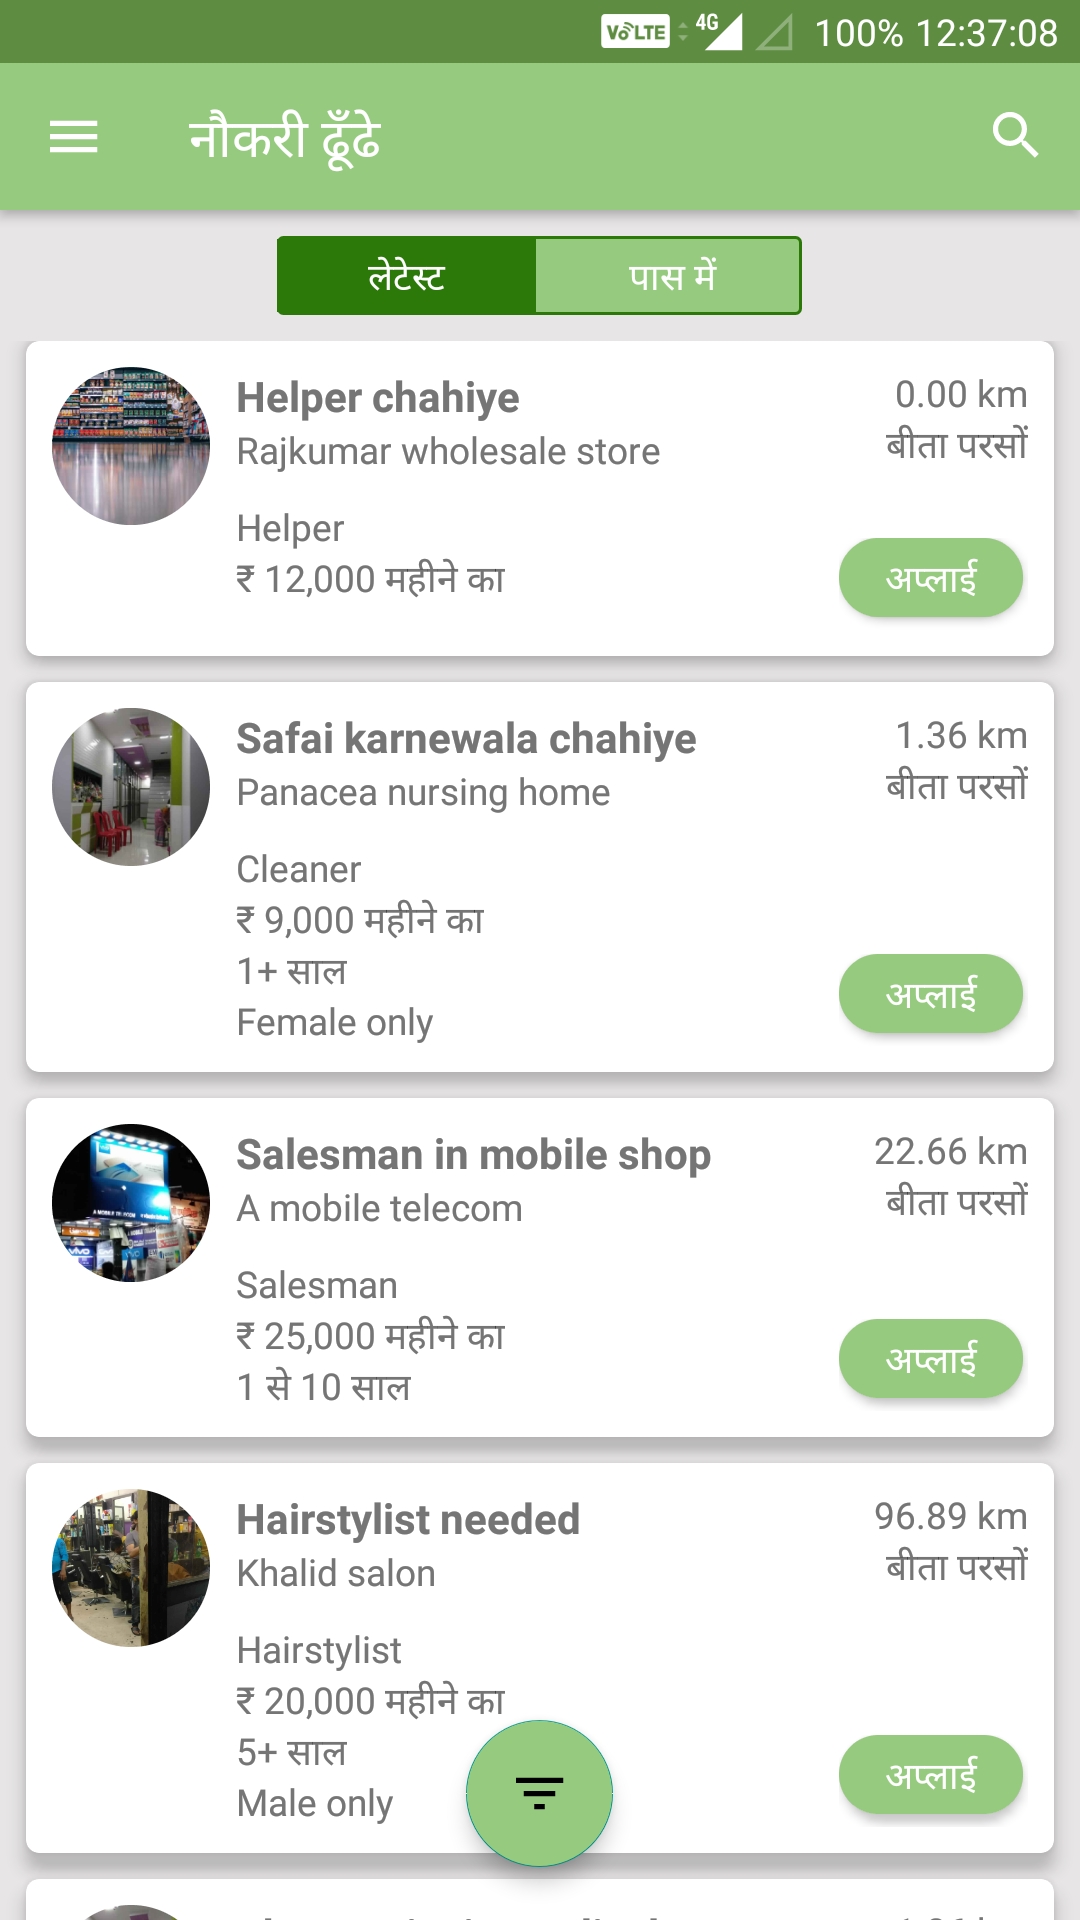 VoLTE 4G 100% 12:37:08
नौकरी ढूँढे
लेटेस्ट पास में
Helper chahiye 0.00 km
Rajkumar wholesale store बीता परसों
Helper
₹ 12,000 महीने का अप्लाई
Safai karnewala chahiye 1.36 km
Panacea nursing home बीता परसों
Cleaner
₹ 9,000 महीने का
1+ साल अप्लाई
Female only
Salesman in mobile shop 22.66 km
A mobile telecom बीता परसों
Salesman
₹ 25,000 महीने का अप्लाई
1 से 10 साल
Hairstylist needed 96.89 km
Khalid salon बीता परसों
Hairstylist
₹ 20,000 महीने का
5+ साल अप्लाई
Male only